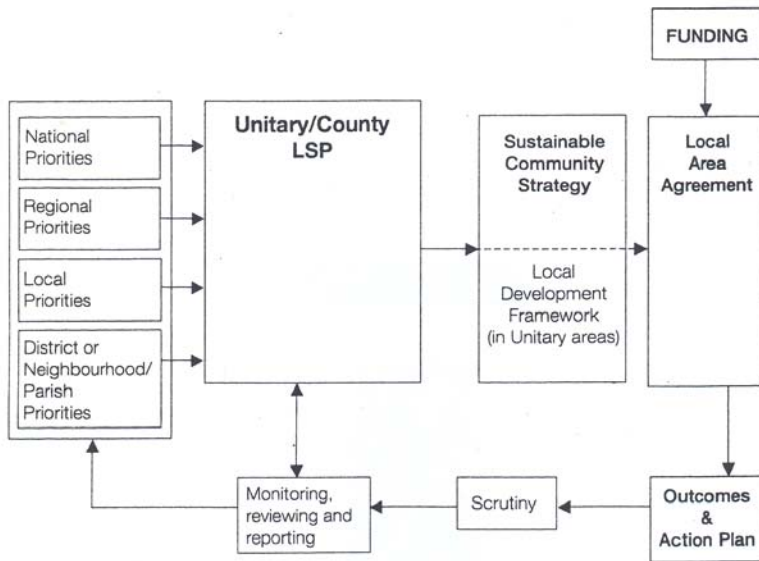 FUNDING
National
Priorities
Regional
Priorities
Local
Priorities
District or
Neighbourhood/
Parish
Priorities
Unitary/County
LSP
Sustainable
Community
Strategy
Local
Development
Framework
(in Unitary areas)
Local
Area
Agreement
Monitoring,
reviewing and
reporting
Scrutiny
Outcomes
&
Action Plan